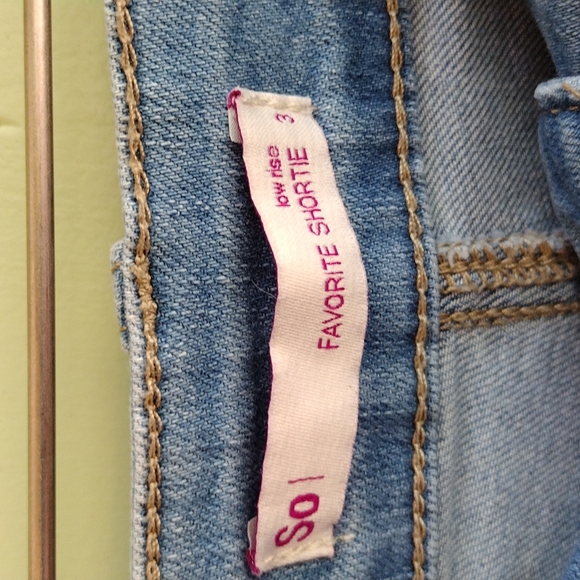 So |
low rise
FAVORITE SHORTIE
3